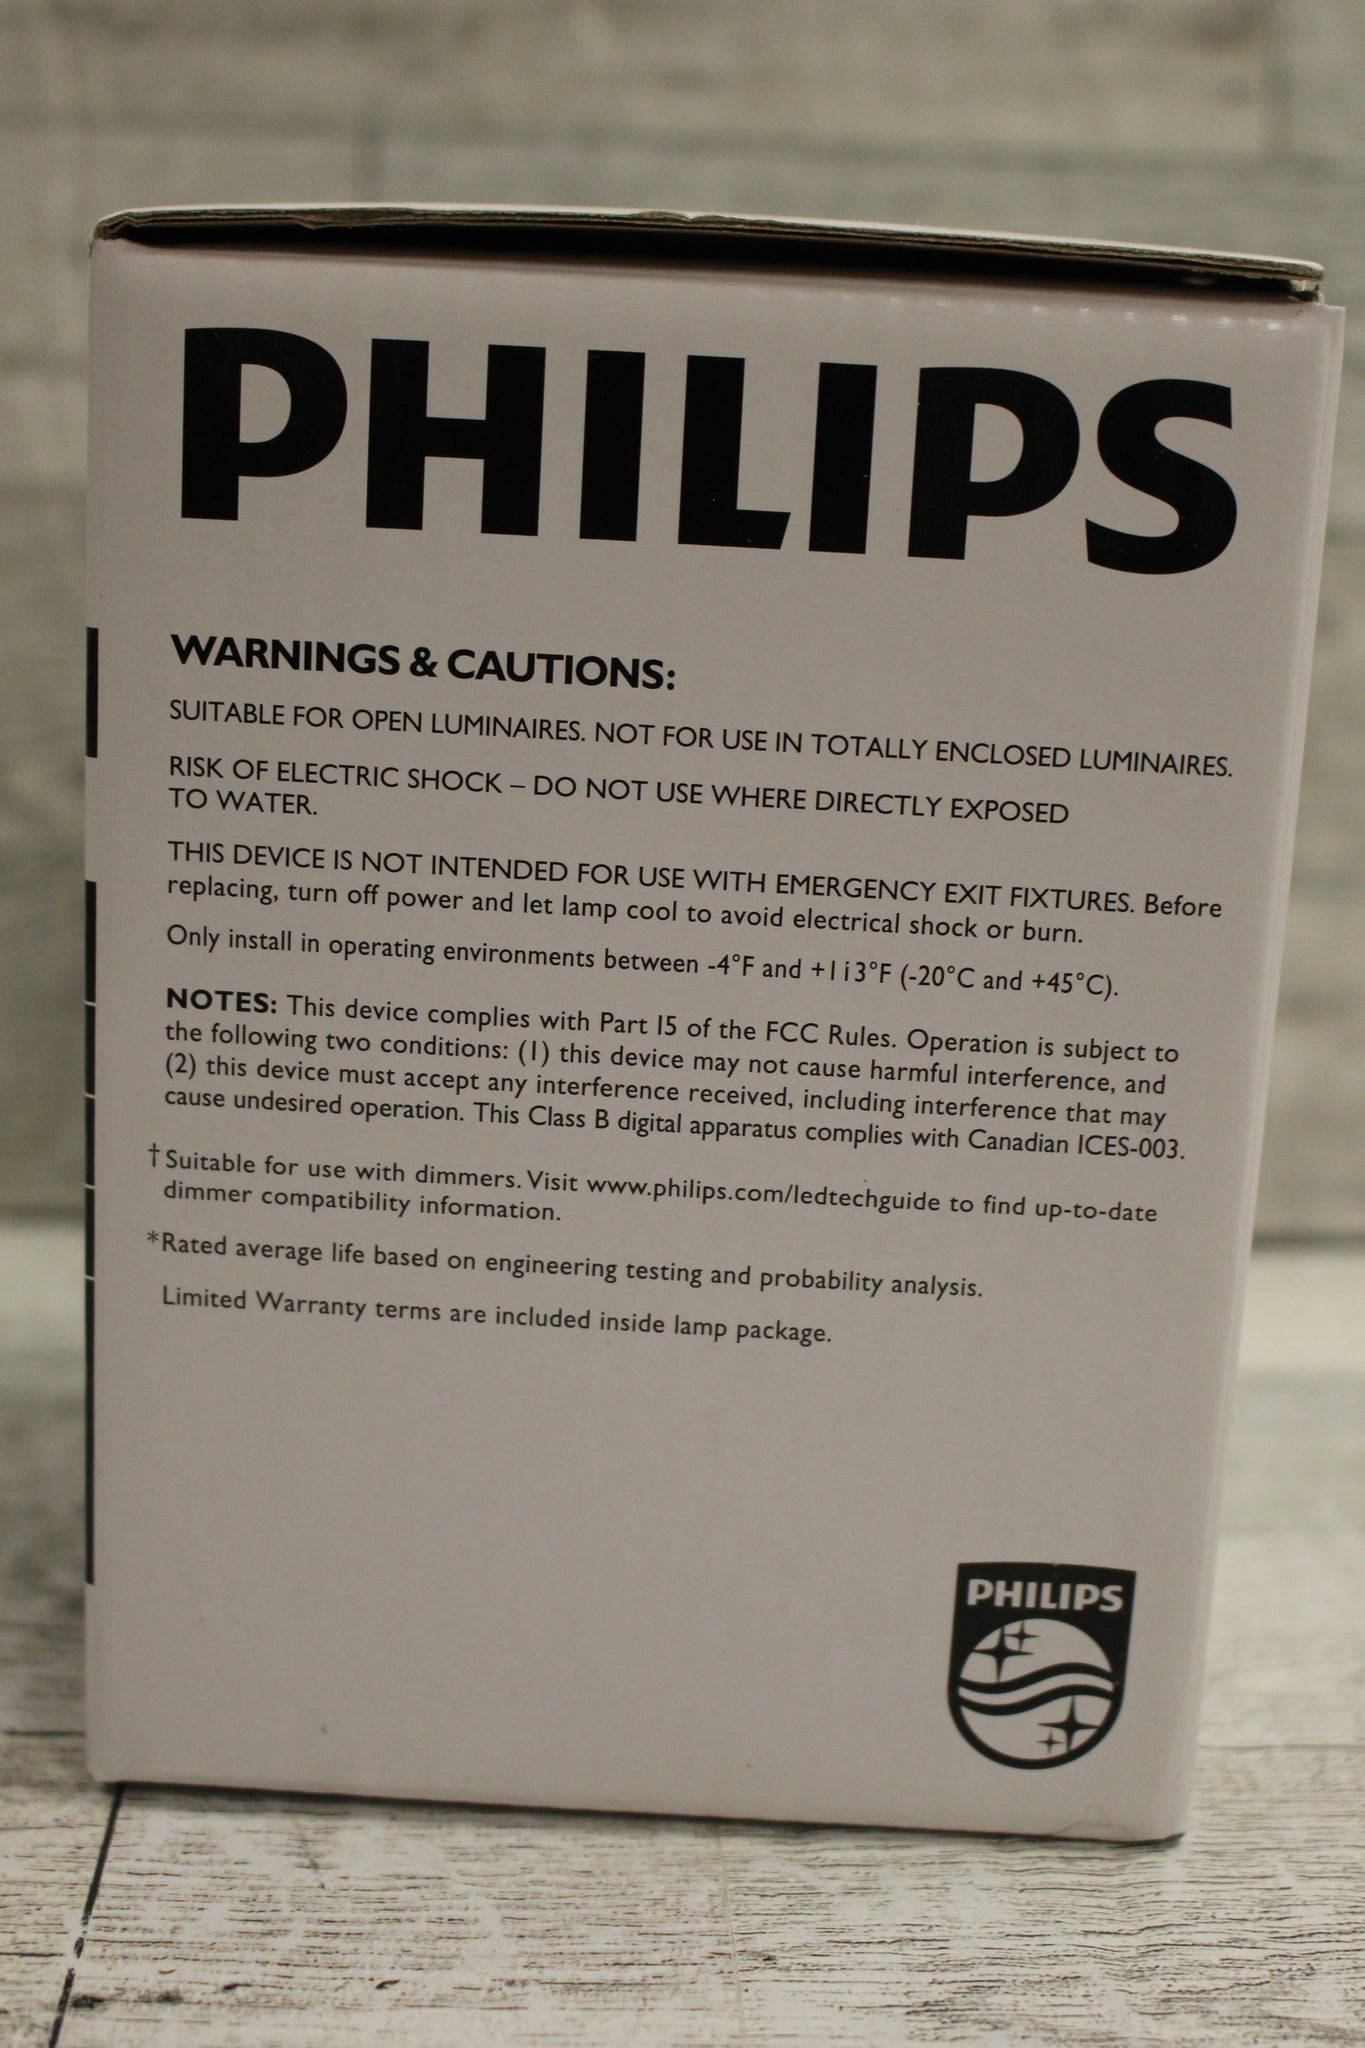 PHILIPS
WARNINGS & CAUTIONS:
SUITABLE FOR OPEN LUMINAIRES. NOT FOR USE IN TOTALLY ENCLOSED LUMINAIRES.
RISK OF ELECTRIC SHOCK – DO NOT USE WHERE DIRECTLY EXPOSED
TO WATER.
THIS DEVICE IS NOT INTENDED FOR USE WITH EMERGENCY EXIT FIXTURES. Before
replacing, turn off power and let lamp cool to avoid electrical shock or burn.
Only install in operating environments between -4°F and +11i3°F (-20°C and +45°C).
NOTES: This device complies with Part 15 of the FCC Rules. Operation is subject to
the following two conditions: (1) this device may not cause harmful interference, and
(2) this device must accept any interference received, including interference that may
cause undesired operation. This Class B digital apparatus complies with Canadian ICES-003.
† Suitable for use with dimmers. Visit www.philips.com/ledtechguide to find up-to-date
dimmer compatibility information.
*Rated average life based on engineering testing and probability analysis.
Limited Warranty terms are included inside lamp package.
PHILIPS